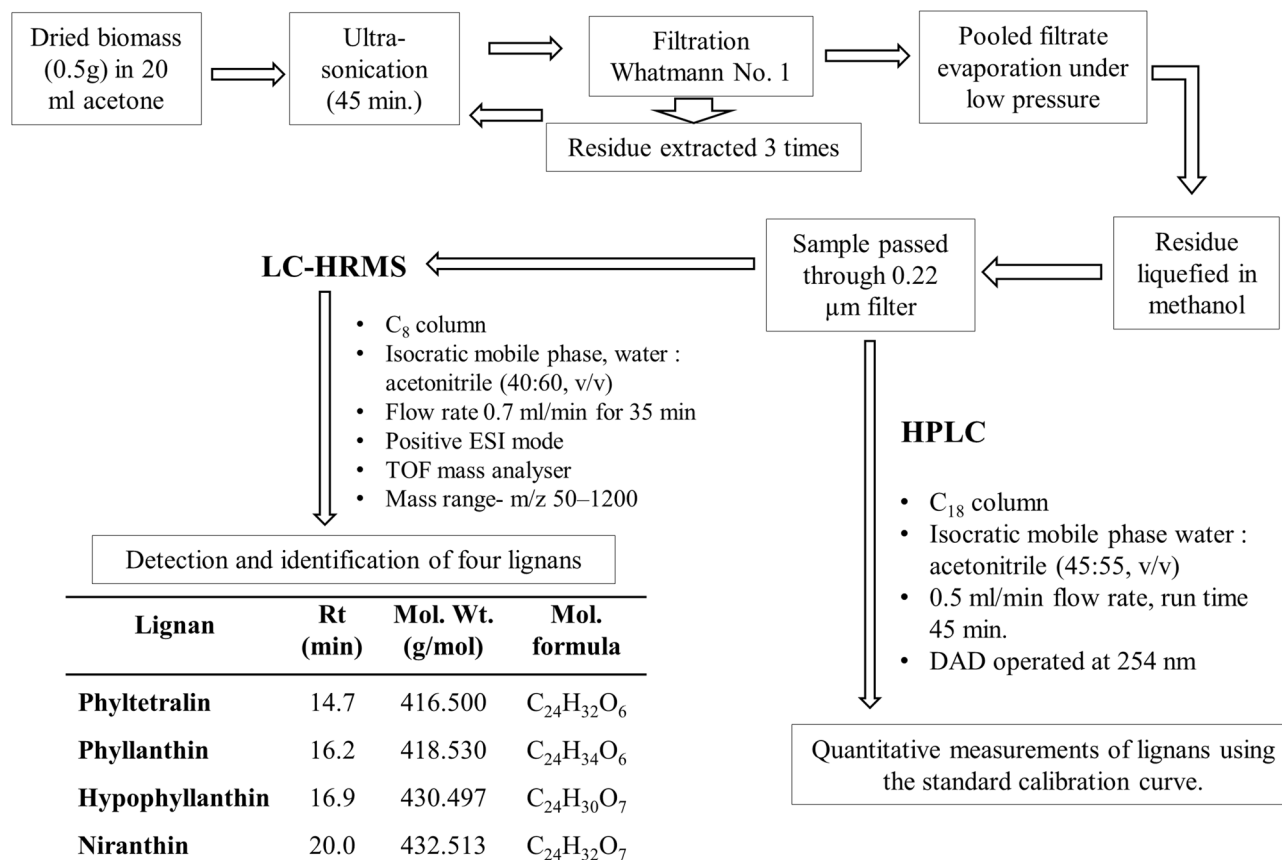 Dried biomass
(0.5g) in 20
ml acetone
Ultra-
sonication
(45 min.)
Filtration
Whatmann No. 1
Residue extracted 3 times
Pooled filtrate
evaporation under
low pressure
Residue
liquefied in
methanol
Sample passed
through 0.22
µm filter
LC-HRMS
• C₈ column
• Isocratic mobile phase, water :
acetonitrile (40:60, v/v)
• Flow rate 0.7 ml/min for 35 min
• Positive ESI mode
• TOF mass analyser
• Mass range- m/z 50–1200
Detection and identification of four lignans
Lignan Rt (min) Mol. Wt. (g/mol) Mol. formula
Phyltetralin 14.7 416.500 C₂₄H₃₂O₆
Phyllanthin 16.2 418.530 C₂₄H₃₄O₆
Hypophyllanthin 16.9 430.497 C₂₄H₃₀O₇
Niranthin 20.0 432.513 C₂₄H₃₂O₇
HPLC
• C₁₈ column
• Isocratic mobile phase water :
acetonitrile (45:55, v/v)
• 0.5 ml/min flow rate, run time
45 min.
• DAD operated at 254 nm
Quantitative measurements of lignans using
the standard calibration curve.